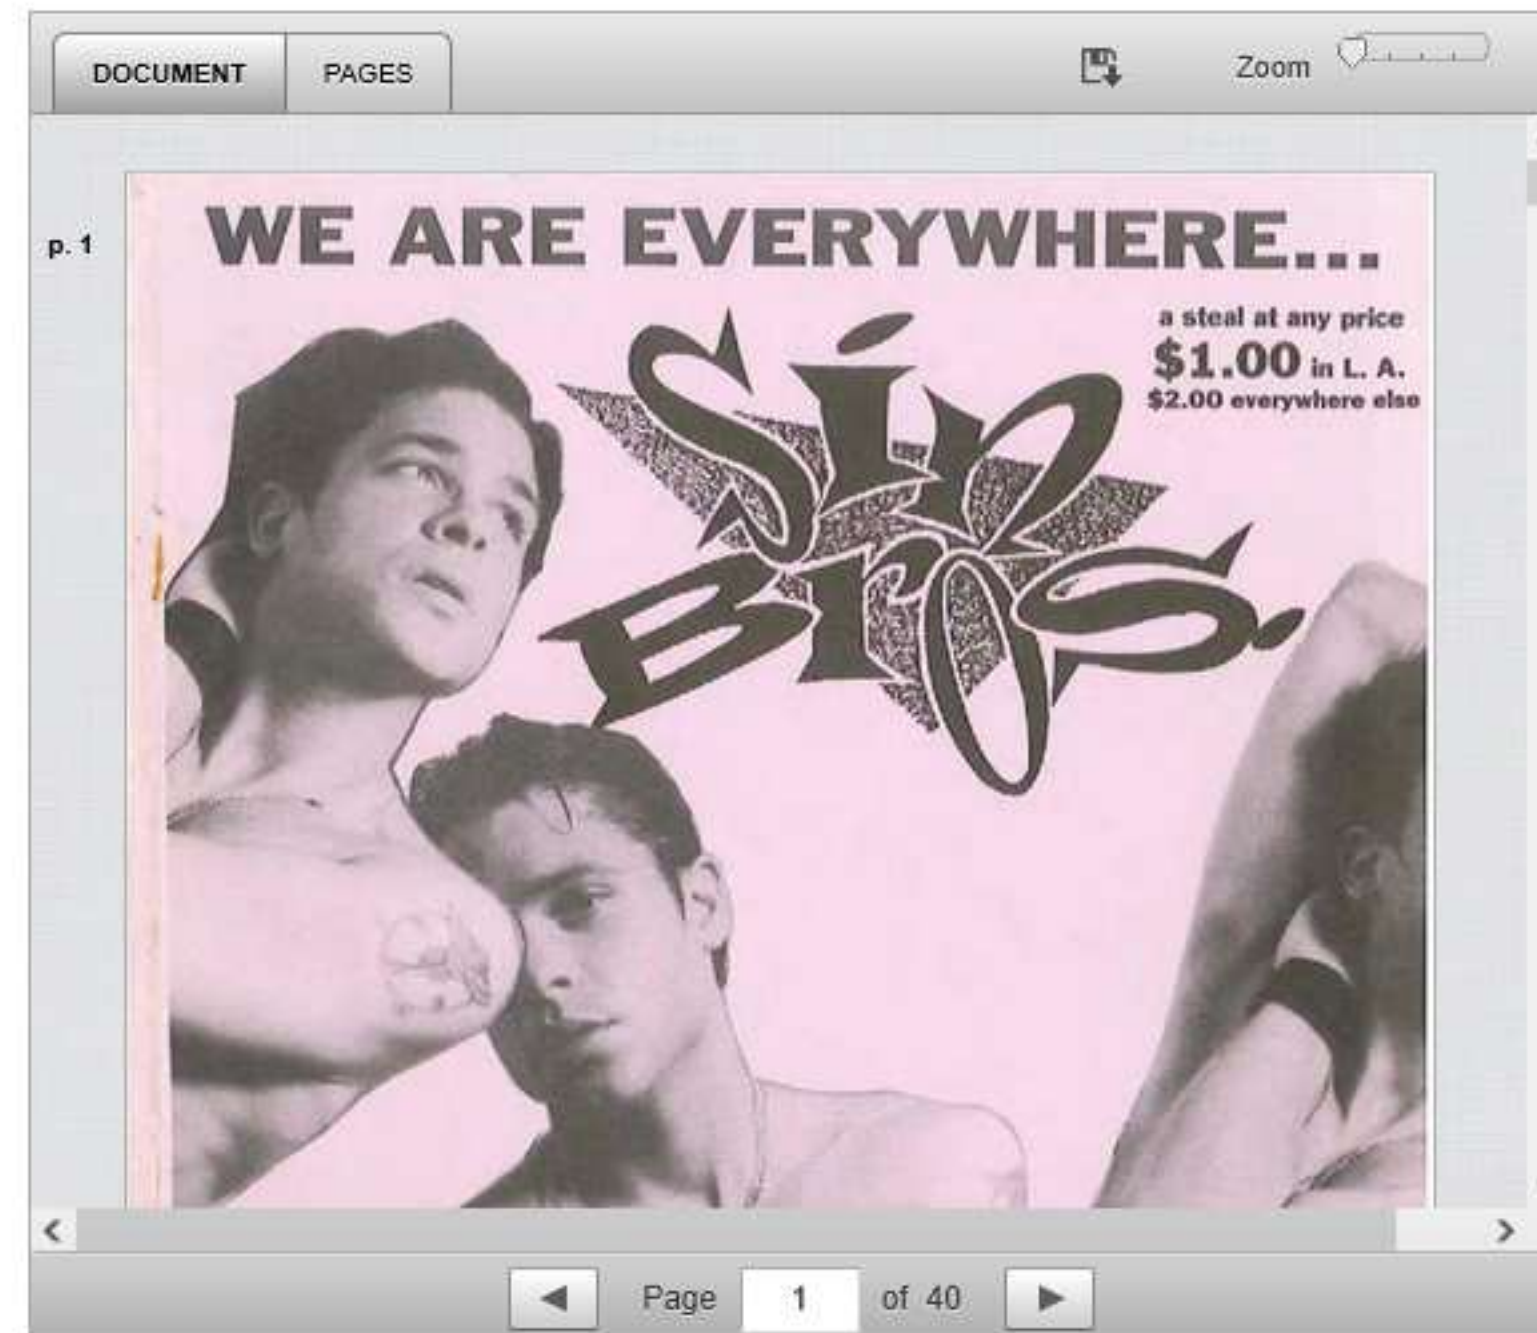 DOCUMENT PAGES Zoom
p. 1
WE ARE EVERYWHERE...
a steal at any price
$1.00 in L. A.
$2.00 everywhere else
Sin
Bros.
Page 1 of 40